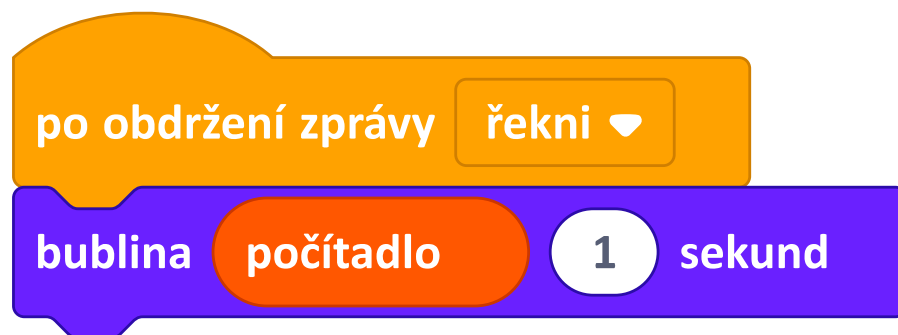 po obdržení zprávy řekni
bublina počítadlo 1 sekund